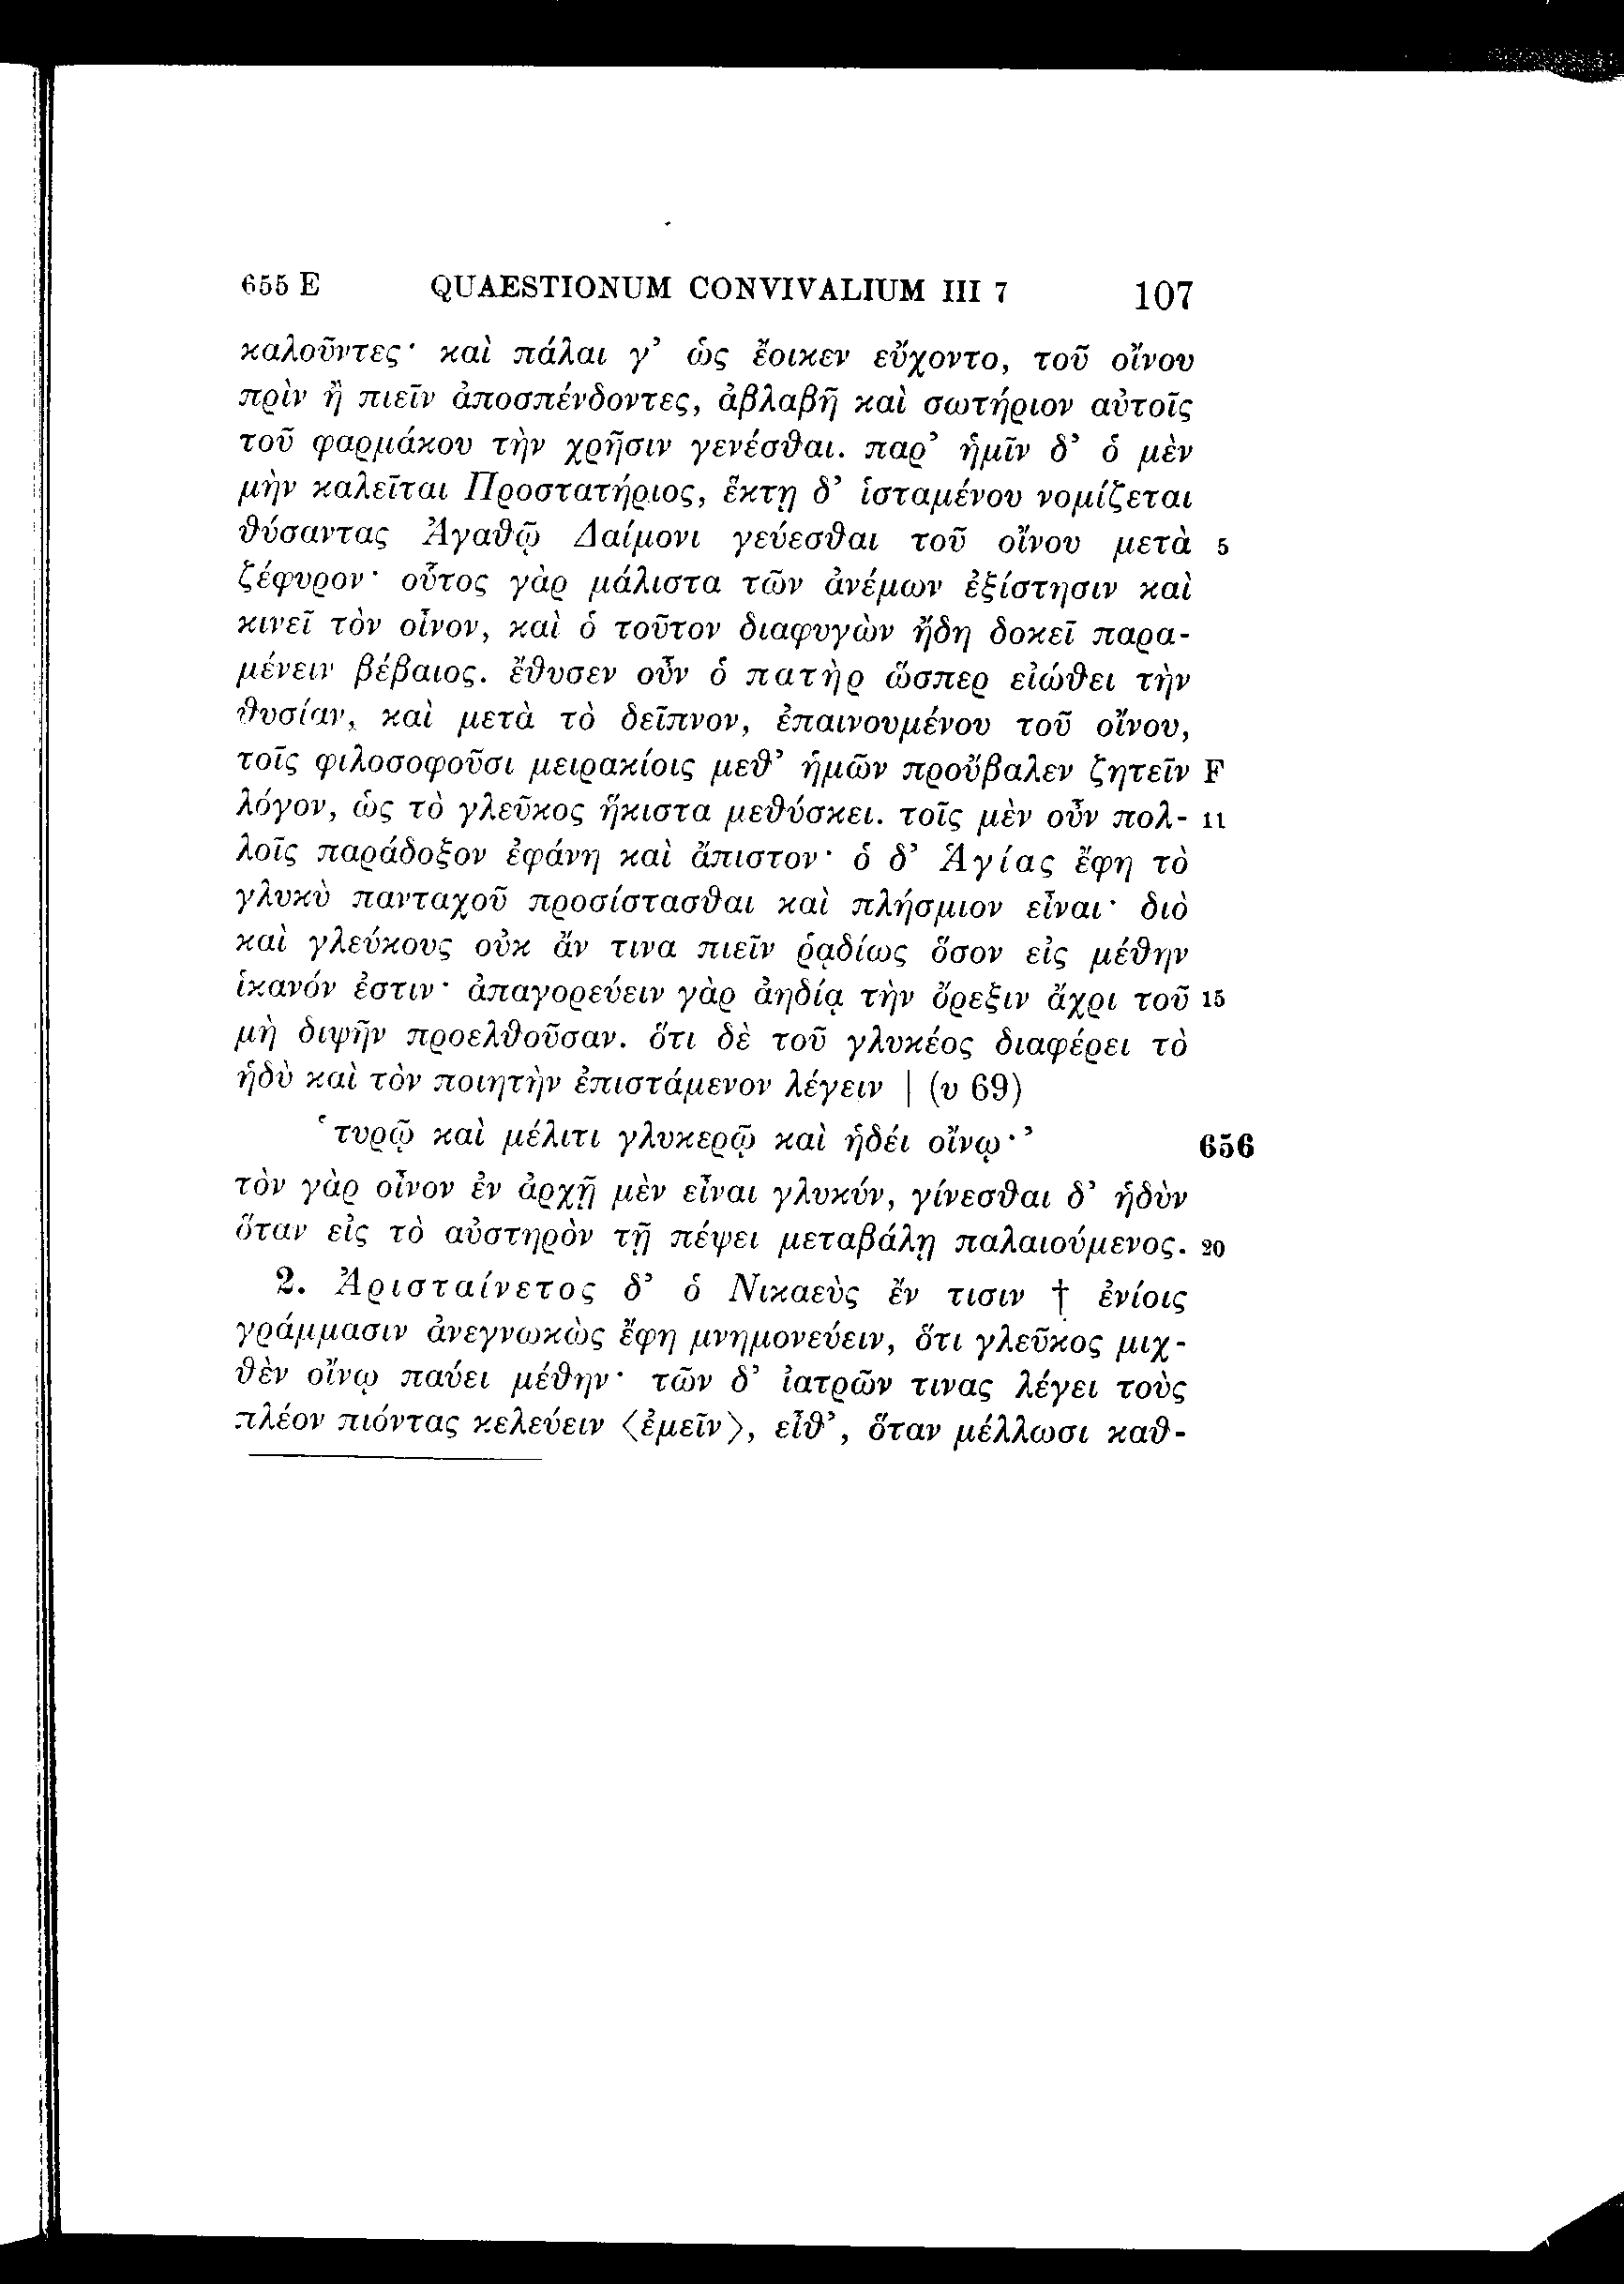 655 E QUAESTIONUM CONVIVALIUM III 7 107
καλοῦντες· καὶ πάλαι γ’ ὡς ἔοικεν εὔχοντο, τοῦ οἴνου
πρὶν ἢ πιεῖν ἀποσπένδοντες, ἀβλαβῆ καὶ σωτήριον αὐτοῖς
τοῦ φαρμάκου τὴν χρῆσιν γενέσθαι. παρ’ ἡμῖν δ’ ὁ μὲν
μὴν καλεῖται Προστατήριος, ἕκτῃ δ’ ἱσταμένου νομίζεται
θύσαντας Ἀγαθῷ Δαίμονι γεύεσθαι τοῦ οἴνου μετὰ 5
ζέφυρον· οὗτος γὰρ μάλιστα τῶν ἀνέμων ἐξίστησιν καὶ
κινεῖ τὸν οἶνον, καὶ ὁ τοῦτον διαφυγὼν ἤδη δοκεῖ παρα-
μένειν βέβαιος. ἔθυσεν οὖν ὁ πατὴρ ὥσπερ εἰώθει τὴν
θυσίαν, καὶ μετὰ τὸ δεῖπνον, ἐπαινουμένου τοῦ οἴνου,
τοῖς φιλοσοφοῦσι μειρακίοις μεθ’ ἡμῶν προὔβαλεν ζητεῖν F
λόγον, ὡς τὸ γλεῦκος ἥκιστα μεθύσκει. τοῖς μὲν οὖν πολ- 11
λοῖς παράδοξον ἐφάνη καὶ ἄπιστον· ὁ δ’ Ἁγίας ἔφη τὸ
γλυκὺ πανταχοῦ προσίστασθαι καὶ πλήσμιον εἶναι· διὸ
καὶ γλεύκους οὐκ ἄν τινα πιεῖν ῥᾳδίως ὅσον εἰς μέθην
ἱκανόν ἐστιν· ἀπαγορεύειν γὰρ ἀηδίᾳ τὴν ὄρεξιν ἄχρι τοῦ 15
μὴ διψῆν προελθοῦσαν. ὅτι δὲ τοῦ γλυκέος διαφέρει τὸ
ἡδὺ καὶ τὸν ποιητὴν ἐπιστάμενον λέγειν | (υ 69)
‘τυρῷ καὶ μέλιτι γλυκερῷ καὶ ἡδέι οἴνῳ·’ 656
τὸν γὰρ οἶνον ἐν ἀρχῇ μὲν εἶναι γλυκύν, γίνεσθαι δ’ ἡδὺν
ὅταν εἰς τὸ αὐστηρὸν τῇ πέψει μεταβάλῃ παλαιούμενος. 20
2. Ἀρισταίνετος δ’ ὁ Νικαεὺς ἔν τισιν † ἐνίοις
γράμμασιν ἀνεγνωκὼς ἔφη μνημονεύειν, ὅτι γλεῦκος μιχ-
θὲν οἴνῳ παύει μέθην· τῶν δ’ ἰατρῶν τινας λέγει τοὺς
πλέον πιόντας κελεύειν ⟨ἐμεῖν⟩, εἶθ’, ὅταν μέλλωσι καθ-